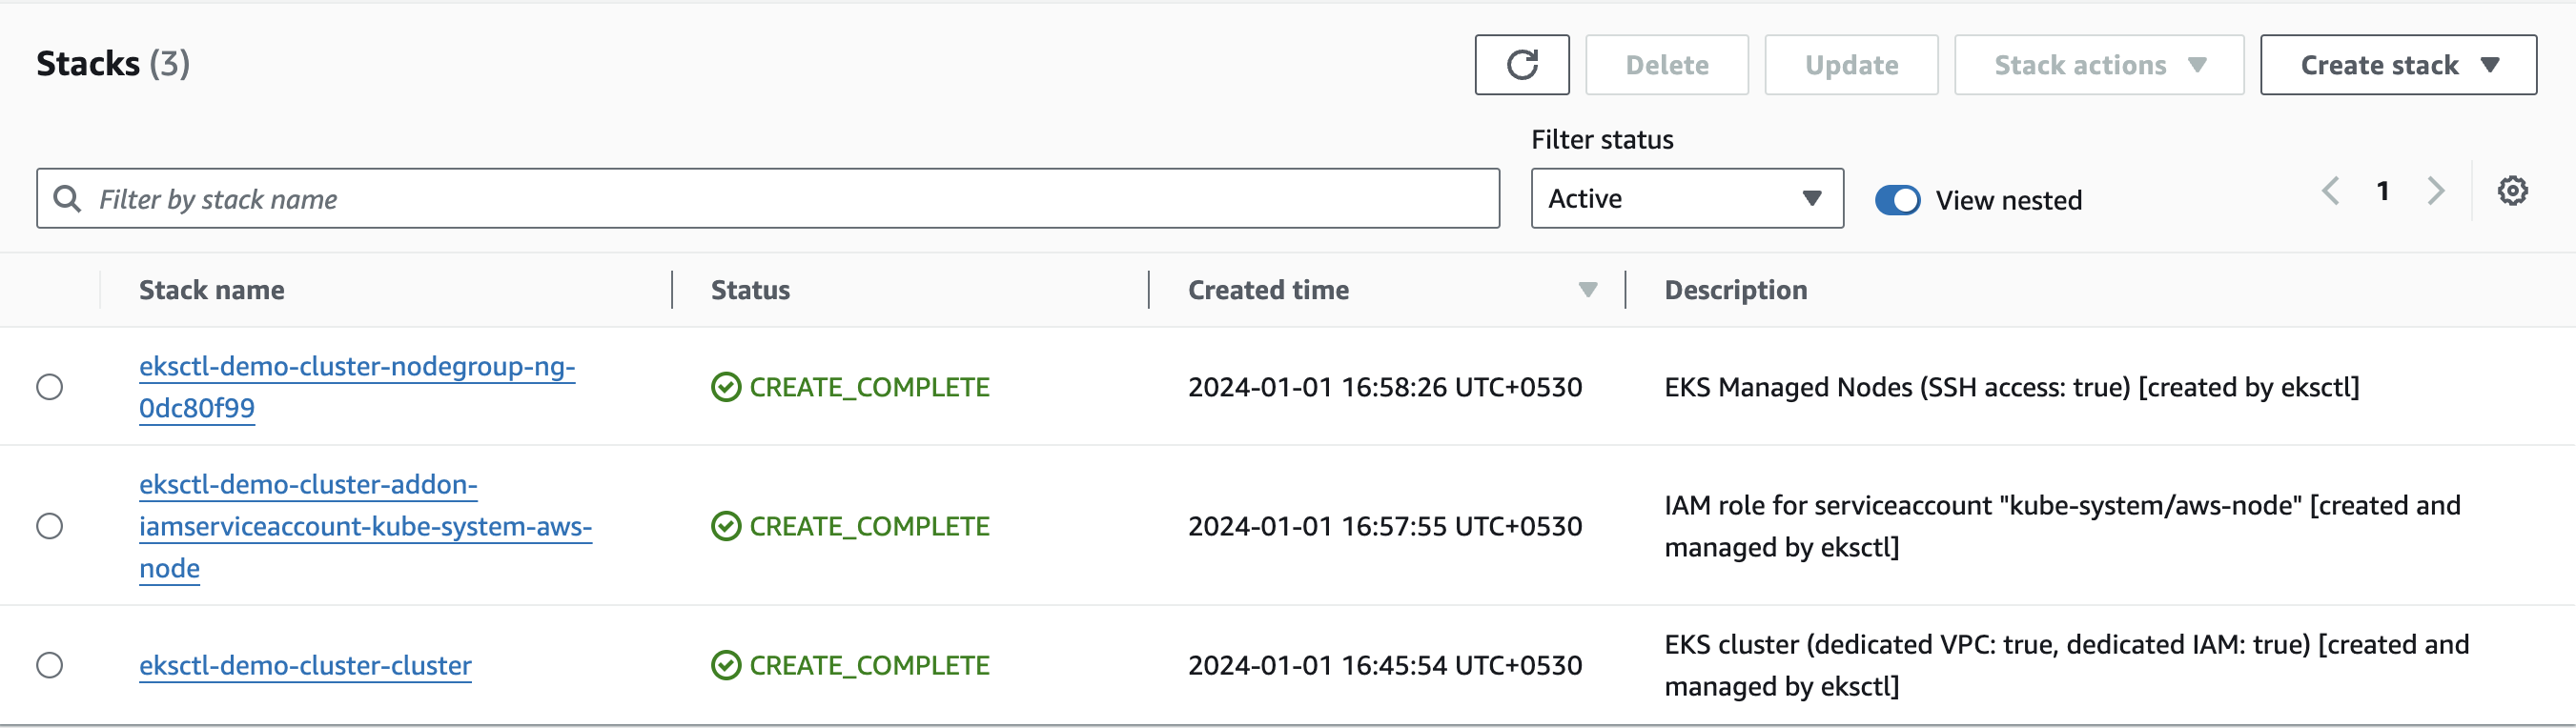 Stacks (3)
Delete
Update
Stack actions
Create stack
Filter status
Filter by stack name
Active
View nested
1
Stack name
Status
Created time
Description
eksctl-demo-cluster-nodegroup-ng-
0dc80f99
CREATE_COMPLETE
2024-01-01 16:58:26 UTC+0530
EKS Managed Nodes (SSH access: true) [created by eksctl]
eksctl-demo-cluster-addon-
iamserviceaccount-kube-system-aws-
node
CREATE_COMPLETE
2024-01-01 16:57:55 UTC+0530
IAM role for serviceaccount "kube-system/aws-node" [created and
managed by eksctl]
eksctl-demo-cluster-cluster
CREATE_COMPLETE
2024-01-01 16:45:54 UTC+0530
EKS cluster (dedicated VPC: true, dedicated IAM: true) [created and
managed by eksctl]